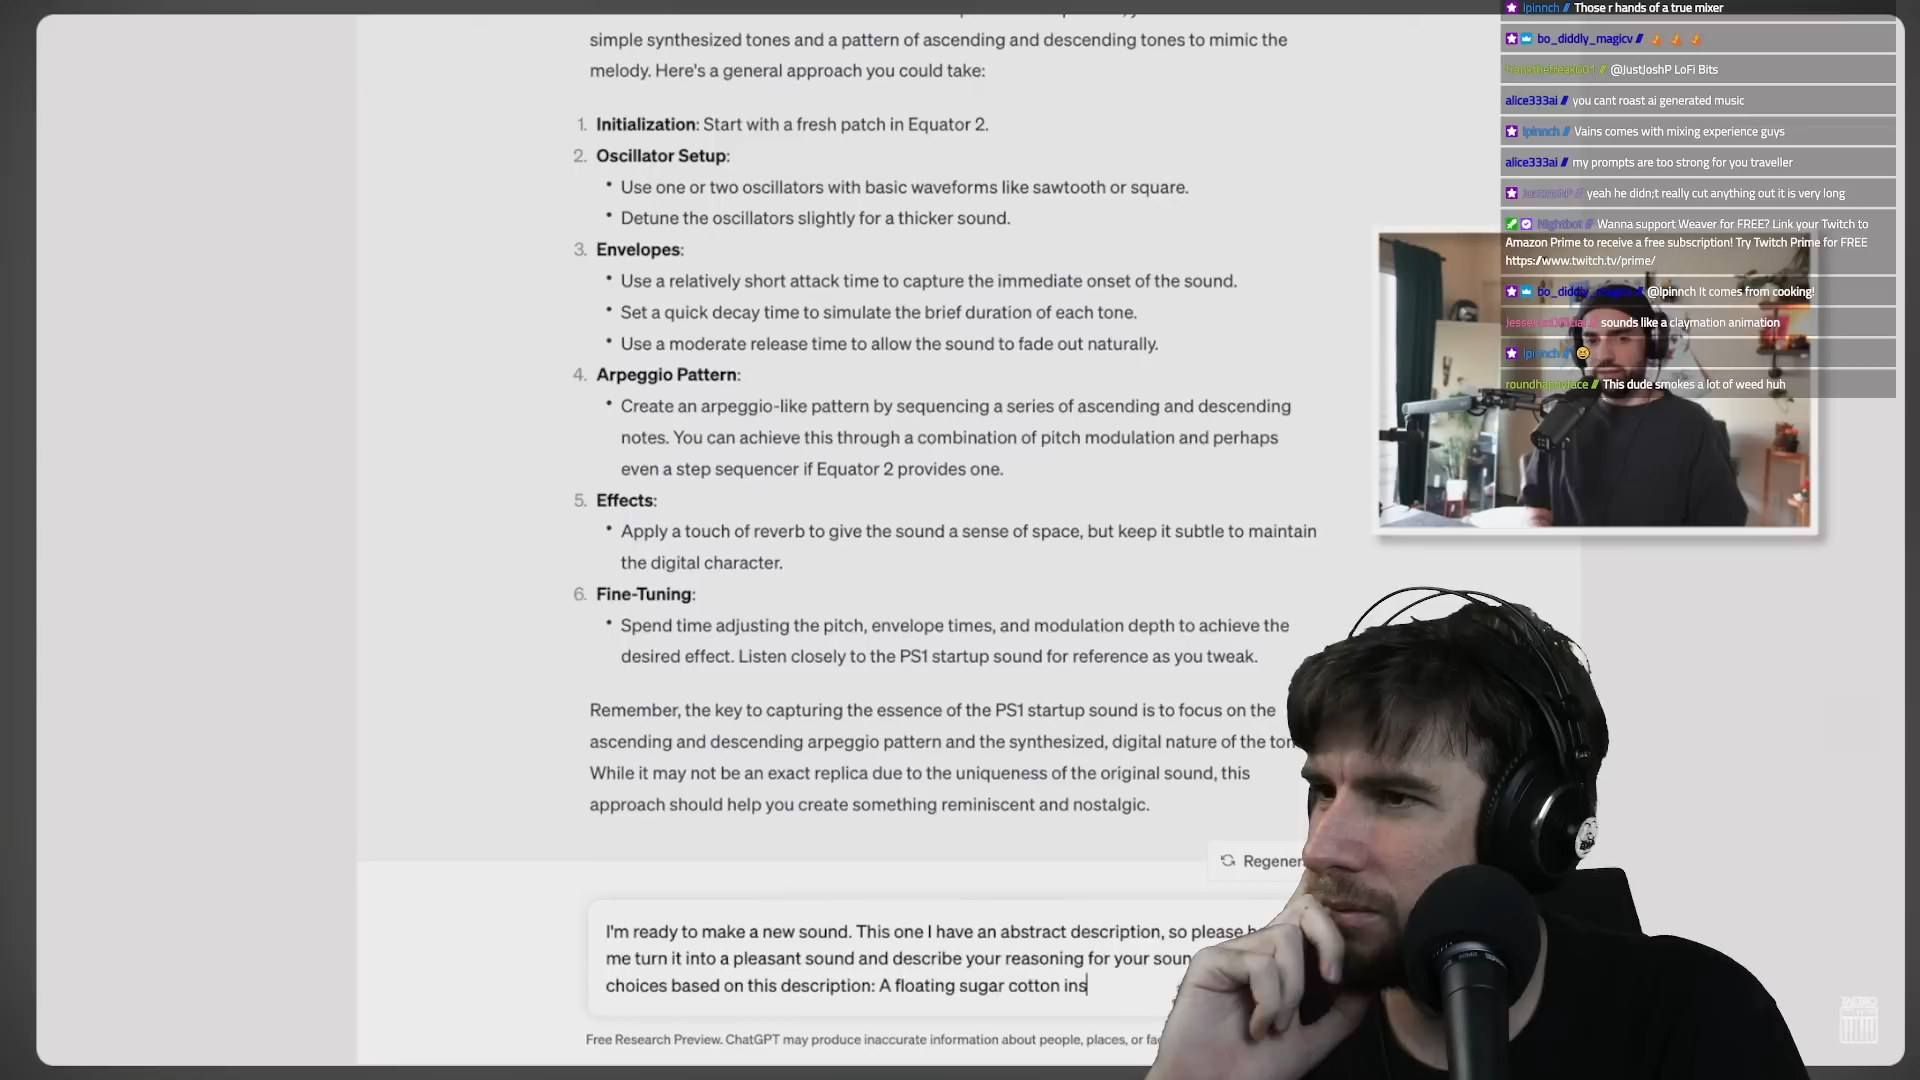 simple synthesized tones and a pattern of ascending and descending tones to mimic the
melody. Here's a general approach you could take:
1. Initialization: Start with a fresh patch in Equator 2.
2. Oscillator Setup:
• Use one or two oscillators with basic waveforms like sawtooth or square.
• Detune the oscillators slightly for a thicker sound.
3. Envelopes:
• Use a relatively short attack time to capture the immediate onset of the sound.
• Set a quick decay time to simulate the brief duration of each tone.
• Use a moderate release time to allow the sound to fade out naturally.
4. Arpeggio Pattern:
• Create an arpeggio-like pattern by sequencing a series of ascending and descending
notes. You can achieve this through a combination of pitch modulation and perhaps
even a step sequencer if Equator 2 provides one.
5. Effects:
• Apply a touch of reverb to give the sound a sense of space, but keep it subtle to maintain
the digital character.
6. Fine-Tuning:
• Spend time adjusting the pitch, envelope times, and modulation depth to achieve the
desired effect. Listen closely to the PS1 startup sound for reference as you tweak.
Remember, the key to capturing the essence of the PS1 startup sound is to focus on the
ascending and descending arpeggio pattern and the synthesized, digital nature of the ton
While it may not be an exact replica due to the uniqueness of the original sound, this
approach should help you create something reminiscent and nostalgic.
Regener
I'm ready to make a new sound. This one I have an abstract description, so please h
me turn it into a pleasant sound and describe your reasoning for your soun
choices based on this description: A floating sugar cotton ins
Free Research Preview. ChatGPT may produce inaccurate information about people, places, or fac
lpinnch // Those r hands of a true mixer
bo_diddly_magicv //
@JustJoshP LoFi Bits
alice333ai // you cant roast ai generated music
lpinnch // Vains comes with mixing experience guys
alice333ai // my prompts are too strong for you traveller
JustJoshP // yeah he didn;t really cut anything out it is very long
Nightbot // Wanna support Weaver for FREE? Link your Twitch to
Amazon Prime to receive a free subscription! Try Twitch Prime for FREE
https://www.twitch.tv/prime/
bo_diddly_magicv // @lpinnch It comes from cooking!
sounds like a claymation animation
lpinnch //
roundhappyface // This dude smokes a lot of weed huh